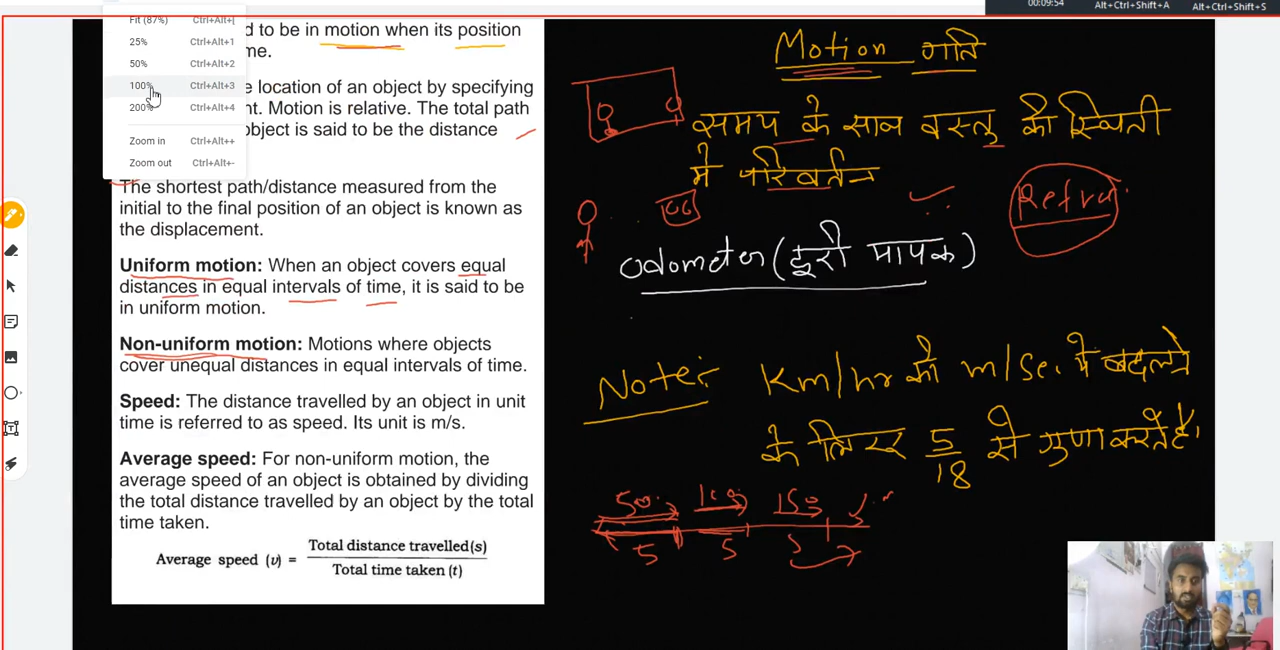 00:09:54 Alt+Ctrl+Shift+A Alt+Ctrl+Shift+S
Fit (87%)
25% Ctrl+Alt+1
50% Ctrl+Alt+2
100% Ctrl+Alt+3
200% Ctrl+Alt+4
Zoom in Ctrl+Alt++
Zoom out Ctrl+Alt+-
d to be in motion when its position
me.
e location of an object by specifying
nt. Motion is relative. The total path
object is said to be the distance
The shortest path/distance measured from the
initial to the final position of an object is known as
the displacement.
Uniform motion: When an object covers equal
distances in equal intervals of time, it is said to be
in uniform motion.
Non-uniform motion: Motions where objects
cover unequal distances in equal intervals of time.
Speed: The distance travelled by an object in unit
time is referred to as speed. Its unit is m/s.
Average speed: For non-uniform motion, the
average speed of an object is obtained by dividing
the total distance travelled by an object by the total
time taken.
Average speed (v) = Total distance travelled(s)
Total time taken (t)
Motion गति
समय के साथ वस्तु की स्थिती
में परिवर्तन
odometer (दूरी मापक)
Note:- Km/hr को m/sec. में बदलने
के लिए 5/18 से गुणा करते हैं।
50
5 5